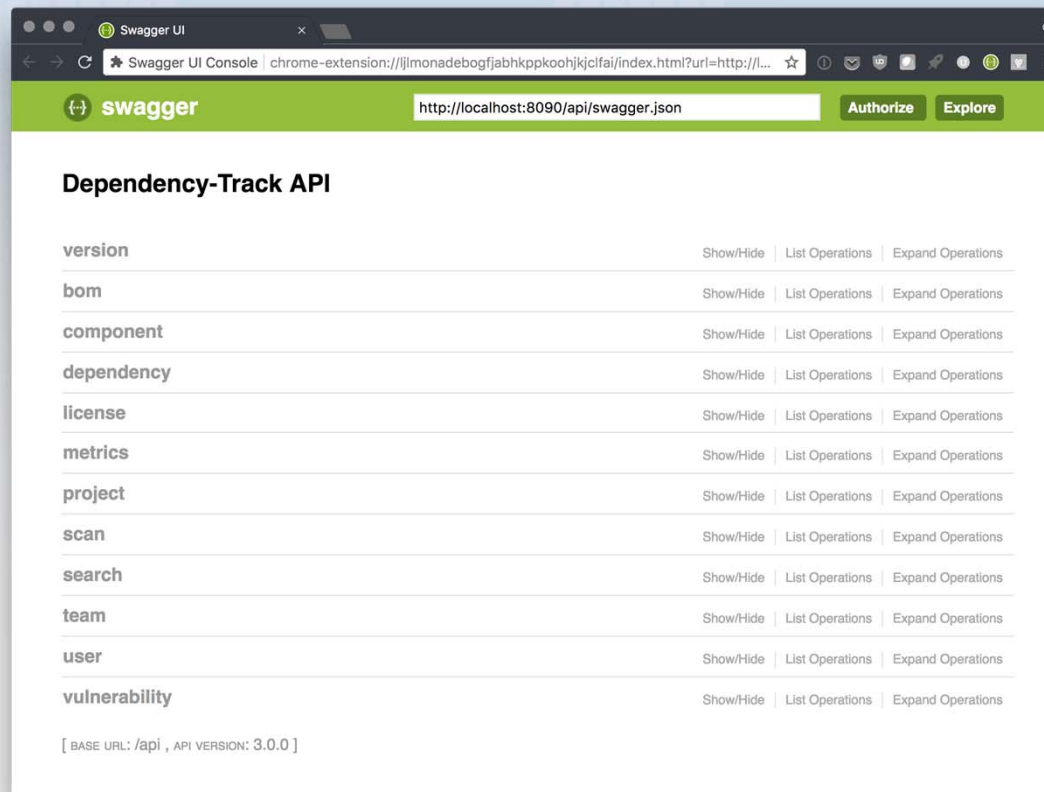 Swagger UI
Swagger UI Console chrome-extension://ljlmonadebogfjabhkppkoohjkjclfai/index.html?url=http://l...
{··} swagger http://localhost:8090/api/swagger.json Authorize Explore
Dependency-Track API
version Show/Hide List Operations Expand Operations
bom Show/Hide List Operations Expand Operations
component Show/Hide List Operations Expand Operations
dependency Show/Hide List Operations Expand Operations
license Show/Hide List Operations Expand Operations
metrics Show/Hide List Operations Expand Operations
project Show/Hide List Operations Expand Operations
scan Show/Hide List Operations Expand Operations
search Show/Hide List Operations Expand Operations
team Show/Hide List Operations Expand Operations
user Show/Hide List Operations Expand Operations
vulnerability Show/Hide List Operations Expand Operations
[ BASE URL: /api , API VERSION: 3.0.0 ]